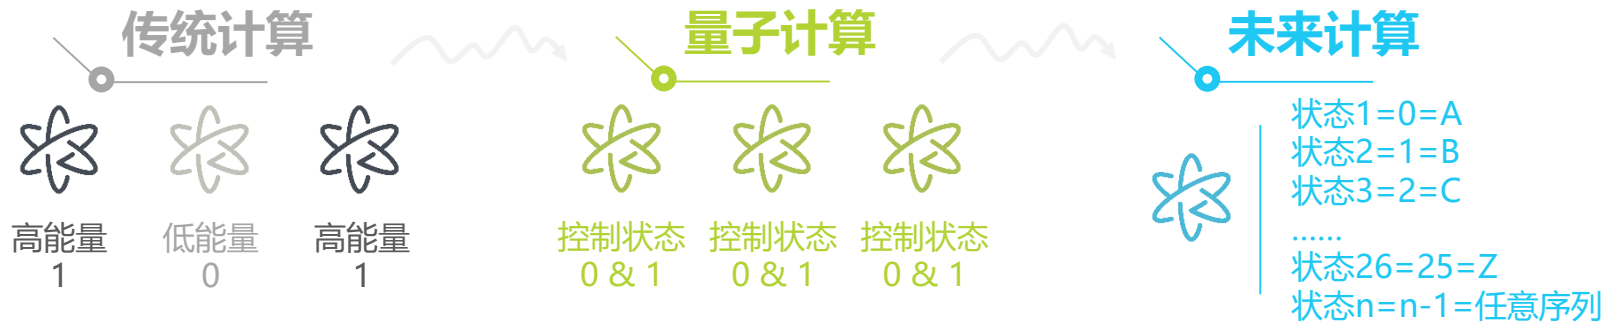 传统计算
高能量
1
低能量
0
高能量
1
量子计算
控制状态
0 & 1
控制状态
0 & 1
控制状态
0 & 1
未来计算
状态1=0=A
状态2=1=B
状态3=2=C
......
状态26=25=Z
状态n=n-1=任意序列